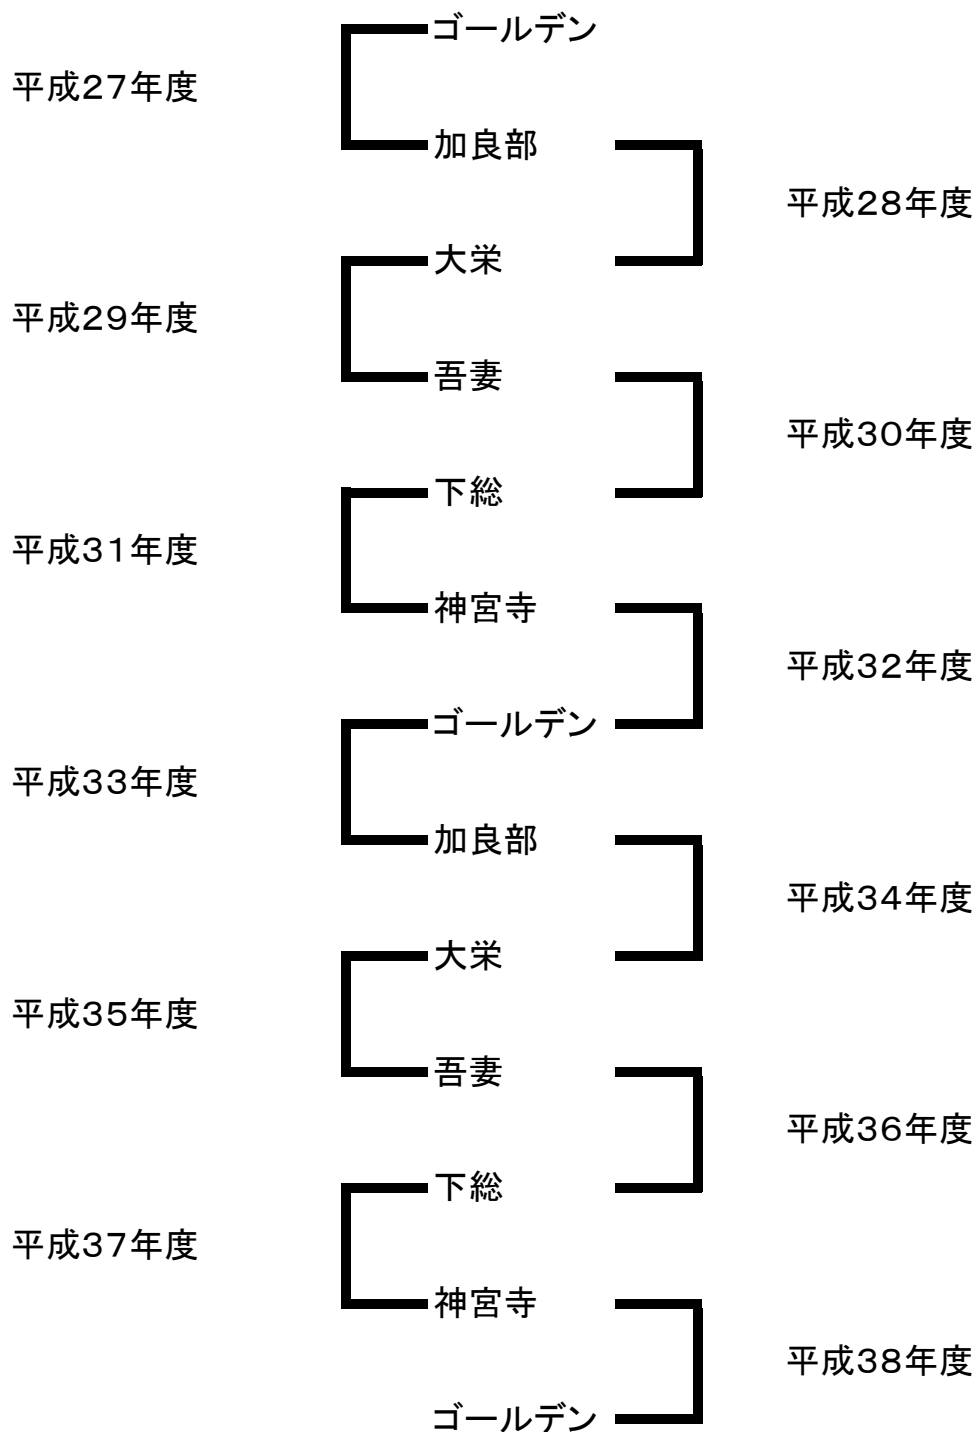 ゴールデン
平成27年度
加良部
平成28年度
大栄
平成29年度
吾妻
平成30年度
下総
平成31年度
神宮寺
平成32年度
ゴールデン
平成33年度
加良部
平成34年度
大栄
平成35年度
吾妻
平成36年度
下総
平成37年度
神宮寺
平成38年度
ゴールデン